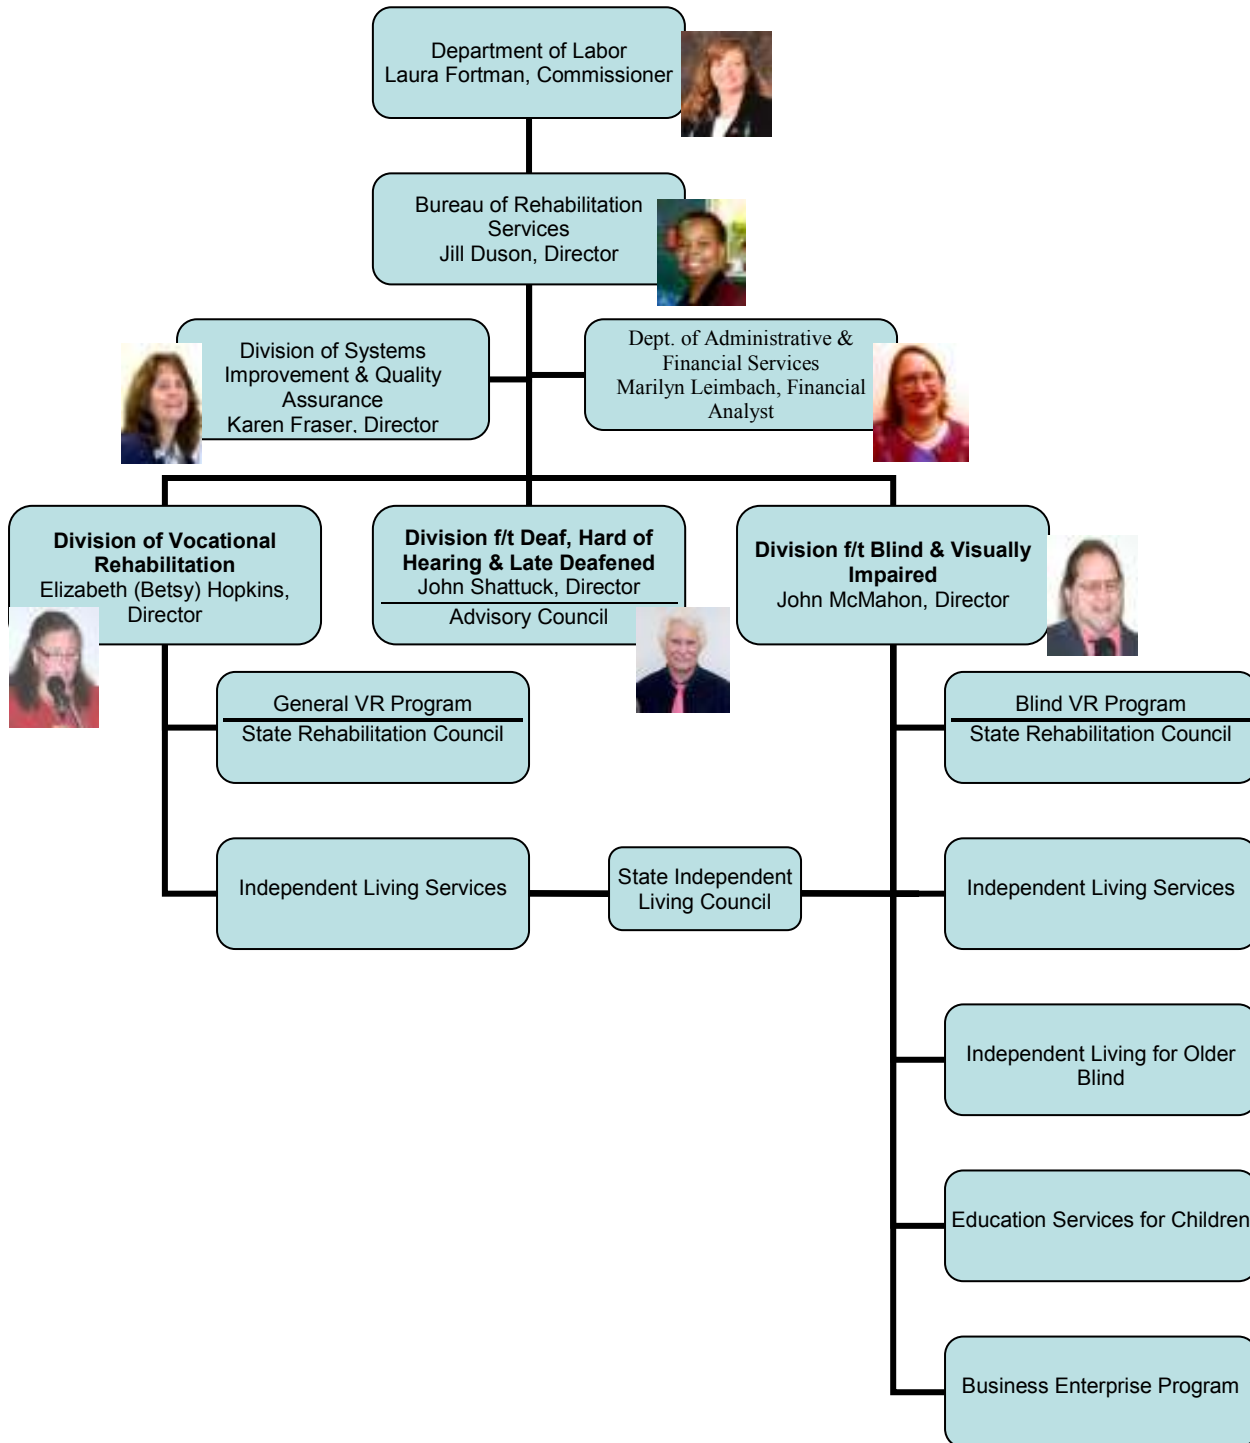 Department of Labor
Laura Fortman, Commissioner
Bureau of Rehabilitation
Services
Jill Duson, Director
Division of Systems
Improvement & Quality
Assurance
Karen Fraser, Director
Dept. of Administrative &
Financial Services
Marilyn Leimbach, Financial
Analyst
Division of Vocational
Rehabilitation
Elizabeth (Betsy) Hopkins,
Director
Division f/t Deaf, Hard of
Hearing & Late Deafened
John Shattuck, Director
Advisory Council
Division f/t Blind & Visually
Impaired
John McMahon, Director
General VR Program
State Rehabilitation Council
Blind VR Program
State Rehabilitation Council
Independent Living Services
State Independent
Living Council
Independent Living Services
Independent Living for Older
Blind
Education Services for Children
Business Enterprise Program